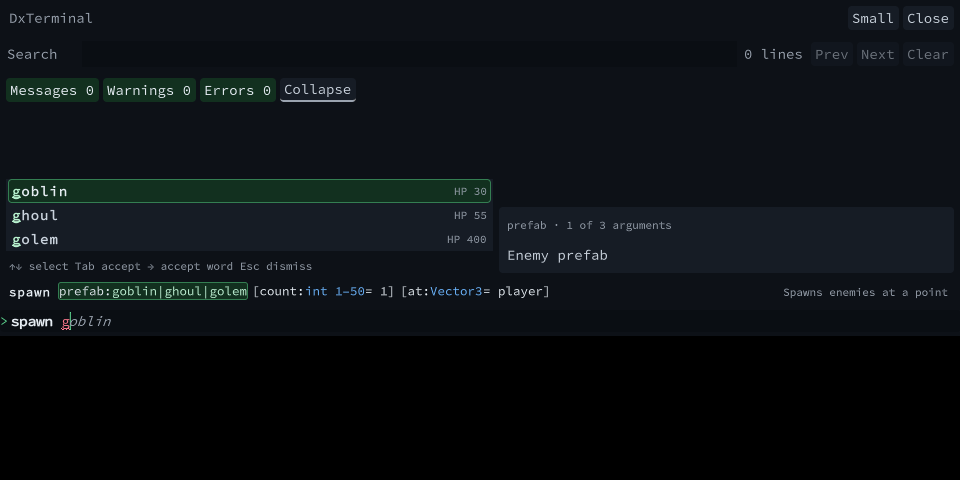 DxTerminal Small Close
Search 0 lines Prev Next Clear
Messages 0 Warnings 0 Errors 0 Collapse
goblin HP 30
ghoul HP 55
golem HP 400
prefab · 1 of 3 arguments
Enemy prefab
↑↓ select Tab accept → accept word Esc dismiss
spawn prefab:goblin|ghoul|golem [count:int 1–50= 1] [at:Vector3= player] Spawns enemies at a point
> spawn goblin